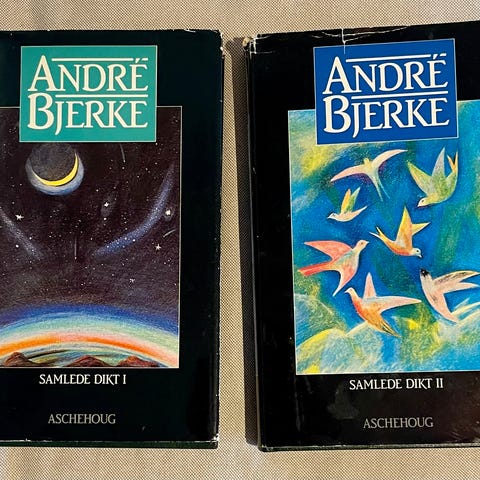 ANDRÉ
BJERKE
SAMLEDE DIKT I
ASCHEHOUG
ANDRÉ
BJERKE
SAMLEDE DIKT II
ASCHEHOUG